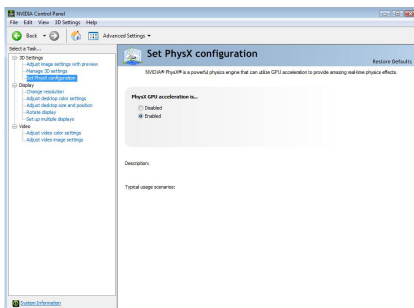 NVIDIA Control Panel
File Edit View 3D Settings Help
Back Advanced Settings
Select a Task...
3D Settings
Adjust image settings with preview
Manage 3D settings
Set PhysX configuration
Display
Change resolution
Adjust desktop color settings
Adjust desktop size and position
Rotate display
Set up multiple displays
Video
Adjust video color settings
Adjust video image settings
System Information
Set PhysX configuration
Restore Defaults
NVIDIA® PhysX® is a powerful physics engine that can utilise GPU acceleration to provide amazing real-time physics effects
PhysX GPU acceleration is...
Disabled
Enabled
Description:
Typical usage scenarios: